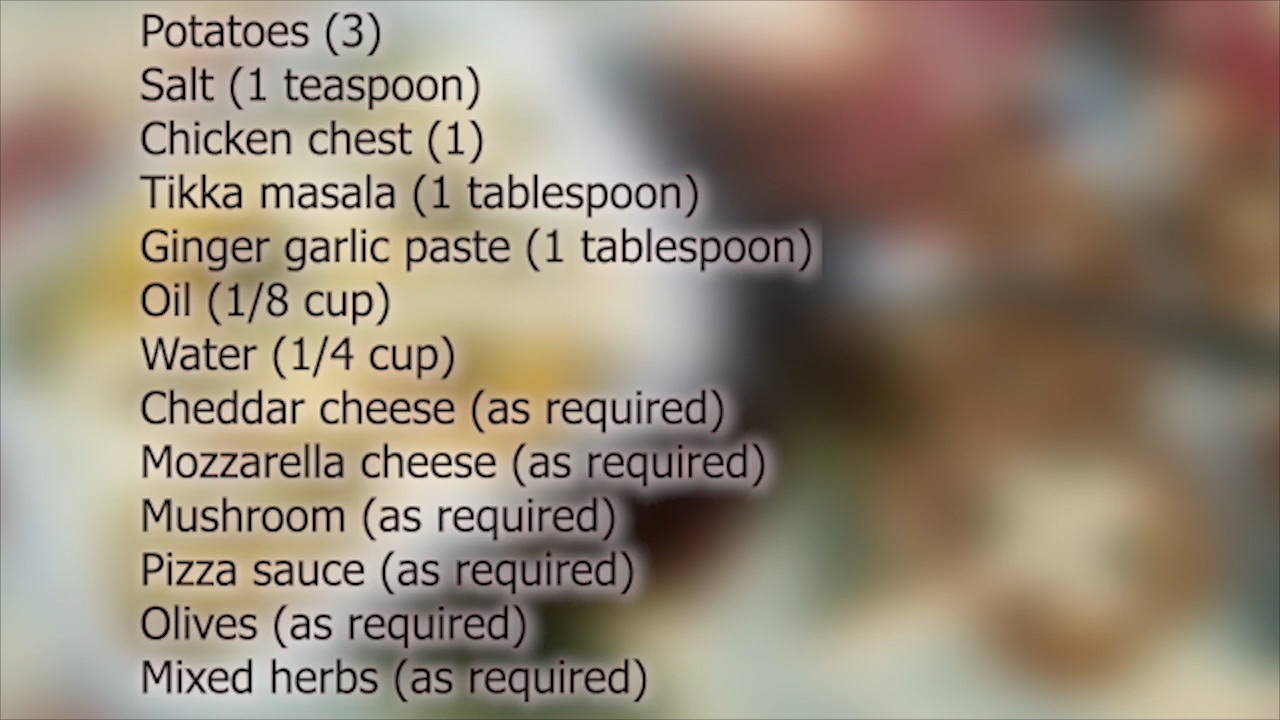 Potatoes (3)
Salt (1 teaspoon)
Chicken chest (1)
Tikka masala (1 tablespoon)
Ginger garlic paste (1 tablespoon)
Oil (1/8 cup)
Water (1/4 cup)
Cheddar cheese (as required)
Mozzarella cheese (as required)
Mushroom (as required)
Pizza sauce (as required)
Olives (as required)
Mixed herbs (as required)